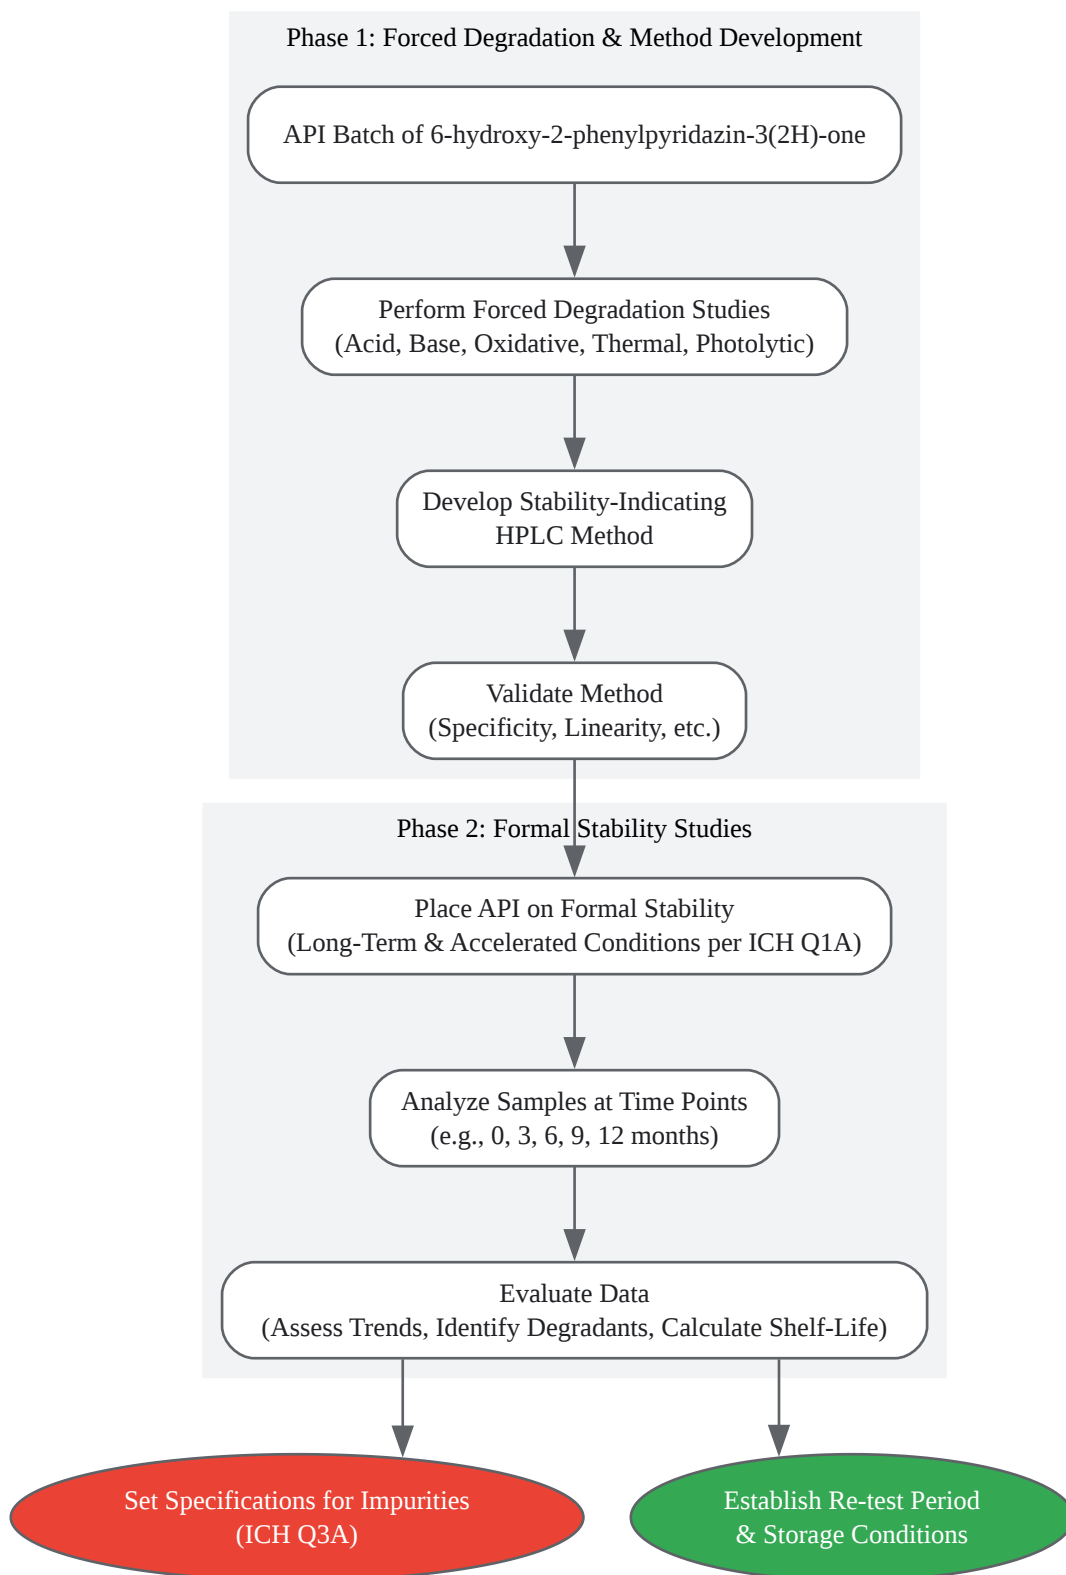 Phase 1: Forced Degradation & Method Development
API Batch of 6-hydroxy-2-phenylpyridazin-3(2H)-one
Perform Forced Degradation Studies
(Acid, Base, Oxidative, Thermal, Photolytic)
Develop Stability-Indicating
HPLC Method
Validate Method
(Specificity, Linearity, etc.)
Phase 2: Formal Stability Studies
Place API on Formal Stability
(Long-Term & Accelerated Conditions per ICH Q1A)
Analyze Samples at Time Points
(e.g., 0, 3, 6, 9, 12 months)
Evaluate Data
(Assess Trends, Identify Degradants, Calculate Shelf-Life)
Set Specifications for Impurities
(ICH Q3A)
Establish Re-test Period
& Storage Conditions